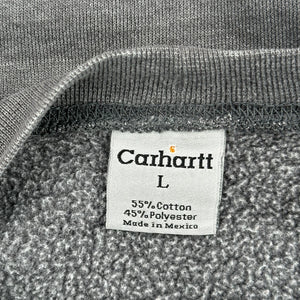 Carhartt
L
55% Cotton
45% Polyester
Made in Mexico